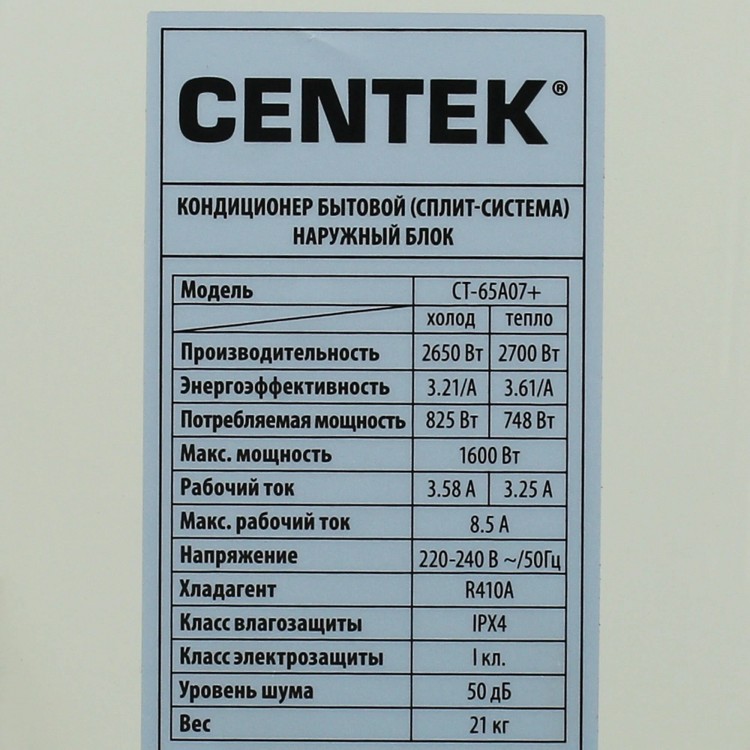 CENTEK®
КОНДИЦИОНЕР БЫТОВОЙ (СПЛИТ-СИСТЕМА)
НАРУЖНЫЙ БЛОК
Модель CT-65A07+
холод тепло
Производительность 2650 Вт 2700 Вт
Энергоэффективность 3.21/А 3.61/А
Потребляемая мощность 825 Вт 748 Вт
Макс. мощность 1600 Вт
Рабочий ток 3.58 А 3.25 А
Макс. рабочий ток 8.5 А
Напряжение 220-240 В ~/50Гц
Хладагент R410A
Класс влагозащиты IPX4
Класс электрозащиты I кл.
Уровень шума 50 дБ
Вес 21 кг